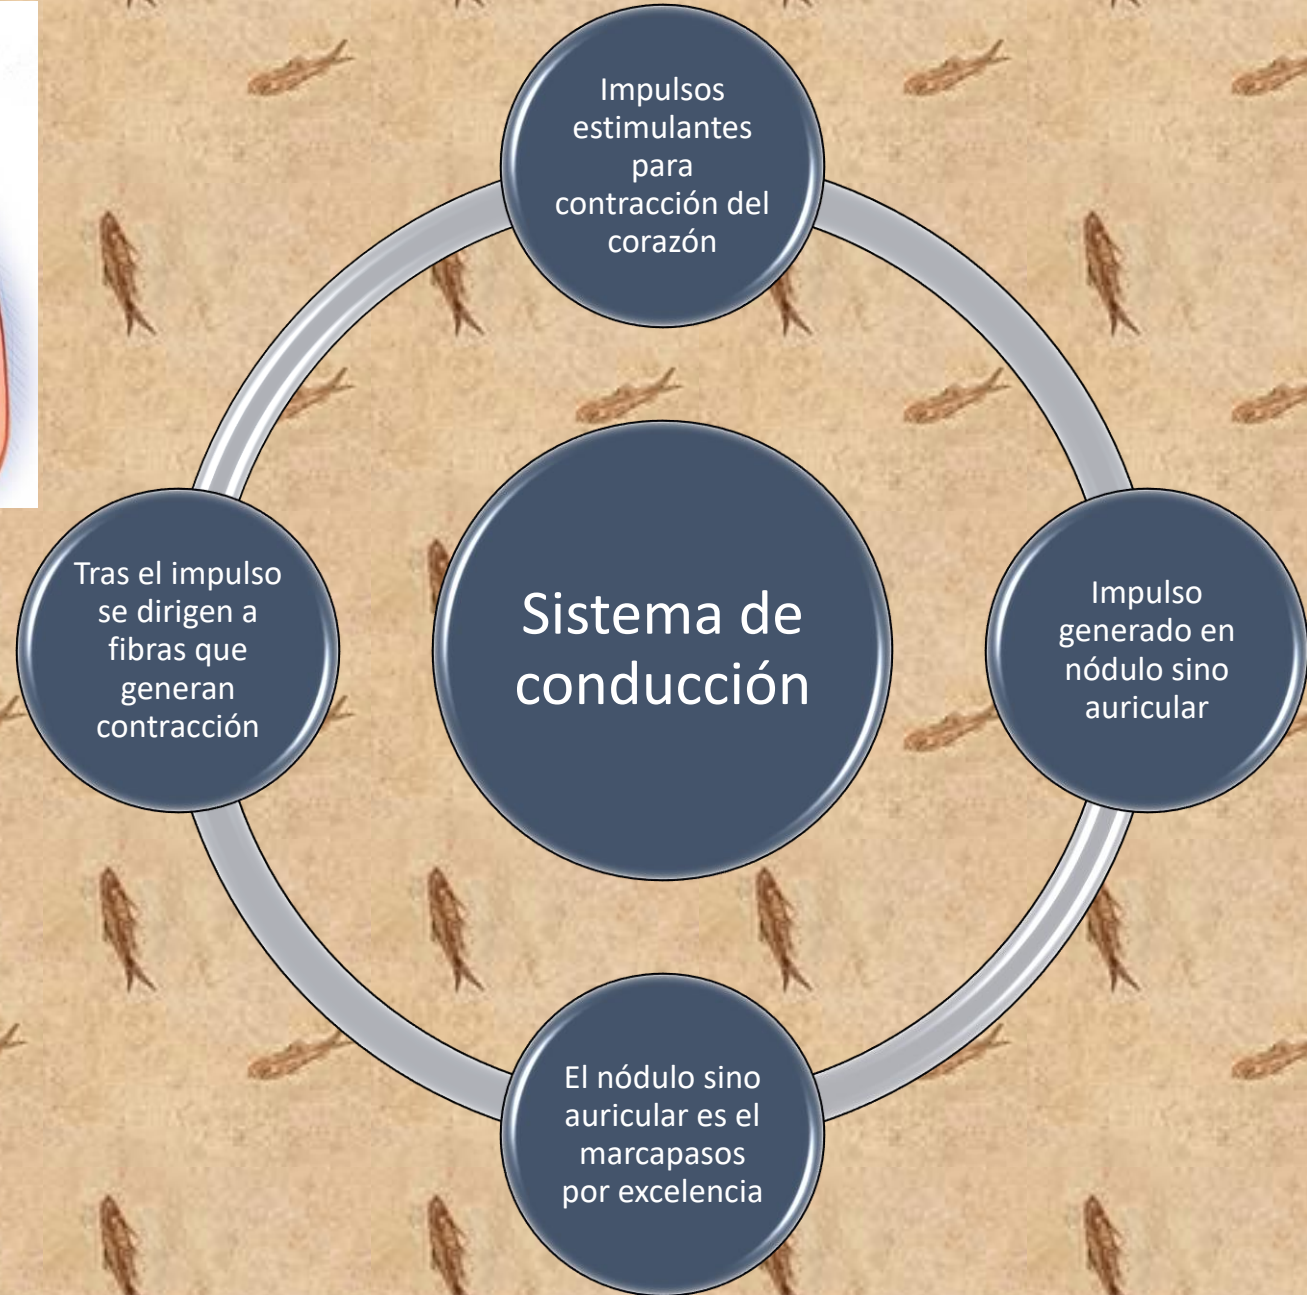 Impulsos
estimulantes
para
contracción del
corazón
Tras el impulso
se dirigen a
fibras que
generan
contracción
Sistema de
conducción
Impulso
generado en
nódulo sino
auricular
El nódulo sino
auricular es el
marcapasos
por excelencia